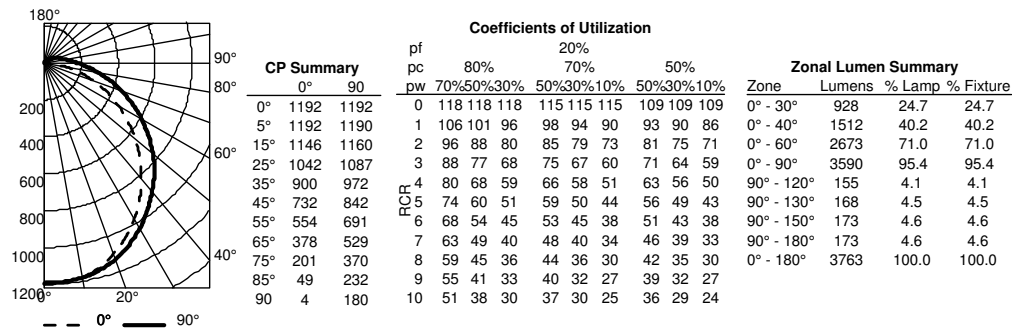 180°
90°
80°
200
400
60°
600
800
1000
40°
1200 0° 20°
0° 90°
CP Summary
0° 90
0° 1192 1192
5° 1192 1190
15° 1146 1160
25° 1042 1087
35° 900 972
45° 732 842
55° 554 691
65° 378 529
75° 201 370
85° 49 232
90 4 180
Coefficients of Utilization
pf 20%
pc 80% 70% 50%
pw 70%50%30% 50%30%10% 50%30%10%
RCR
0 118 118 118 115 115 115 109 109 109
1 106 101 96 98 94 90 93 90 86
2 96 88 80 85 79 73 81 75 71
3 88 77 68 75 67 60 71 64 59
4 80 68 59 66 58 51 63 56 50
5 74 60 51 59 50 44 56 49 43
6 68 54 45 53 45 38 51 43 38
7 63 49 40 48 40 34 46 39 33
8 59 45 36 44 36 30 42 35 30
9 55 41 33 40 32 27 39 32 27
10 51 38 30 37 30 25 36 29 24
Zonal Lumen Summary
Zone Lumens % Lamp % Fixture
0° - 30° 928 24.7 24.7
0° - 40° 1512 40.2 40.2
0° - 60° 2673 71.0 71.0
0° - 90° 3590 95.4 95.4
90° - 120° 155 4.1 4.1
90° - 130° 168 4.5 4.5
90° - 150° 173 4.6 4.6
90° - 180° 173 4.6 4.6
0° - 180° 3763 100.0 100.0